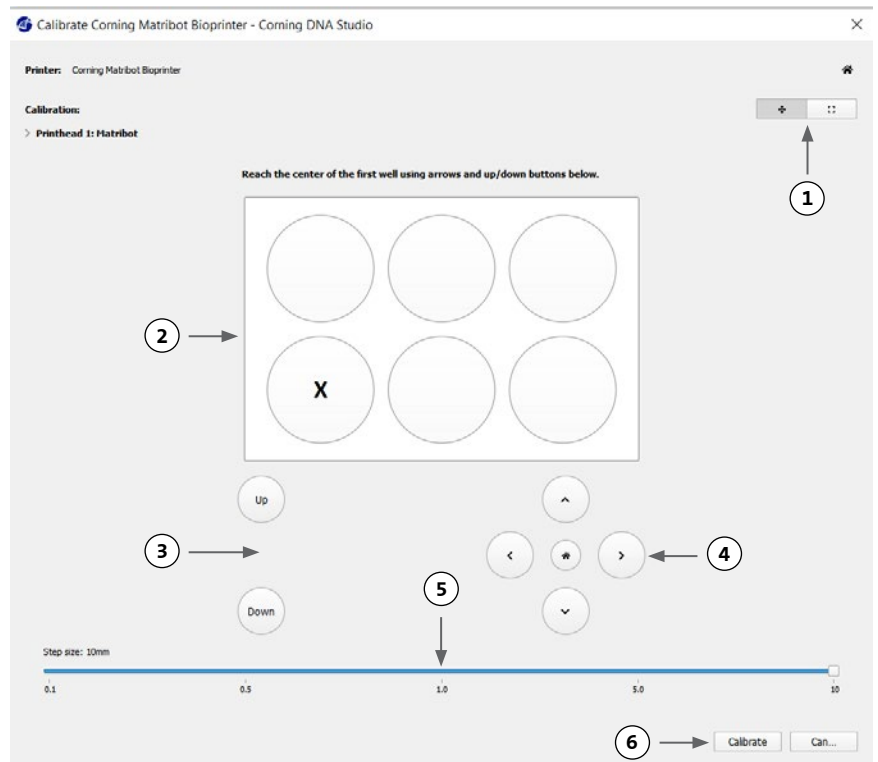 Calibrate Corning Matribot Bioprinter - Corning DNA Studio
Printer: Corning Matribot Bioprinter
Calibration:
Printhead 1: Matribot
1
Reach the center of the first well using arrows and up/down buttons below.
2
X
Up
3
4
5
Down
Step size: 10mm
0.1 0.5 1.0 5.0 10
6
Calibrate Can...